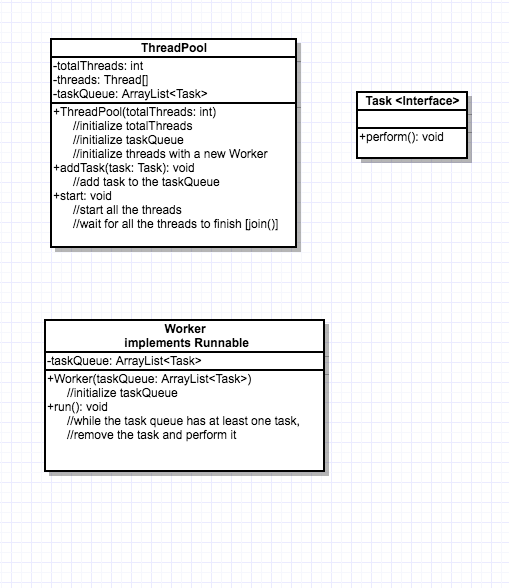 ThreadPool
-totalThreads: int
-threads: Thread[]
-taskQueue: ArrayList<Task>
+ThreadPool(totalThreads: int)
//initialize totalThreads
//initialize taskQueue
//initialize threads with a new Worker
+addTask(task: Task): void
//add task to the taskQueue
+start: void
//start all the threads
//wait for all the threads to finish [join()]
Task <Interface>
+perform(): void
Worker
implements Runnable
-taskQueue: ArrayList<Task>
+Worker(taskQueue: ArrayList<Task>)
//initialize taskQueue
+run(): void
//while the task queue has at least one task,
//remove the task and perform it